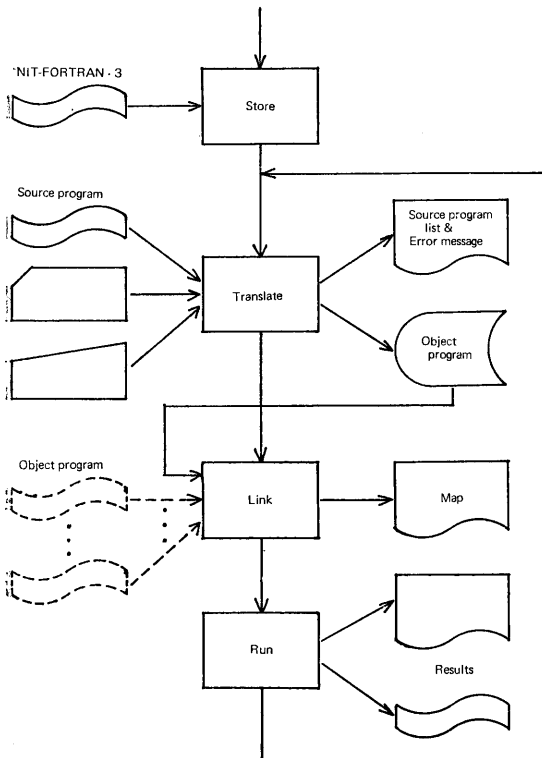 NIT-FORTRAN · 3
Store
Source program
Source program
list &
Error message
Translate
Object
program
Object program
Link
Map
Run
Results